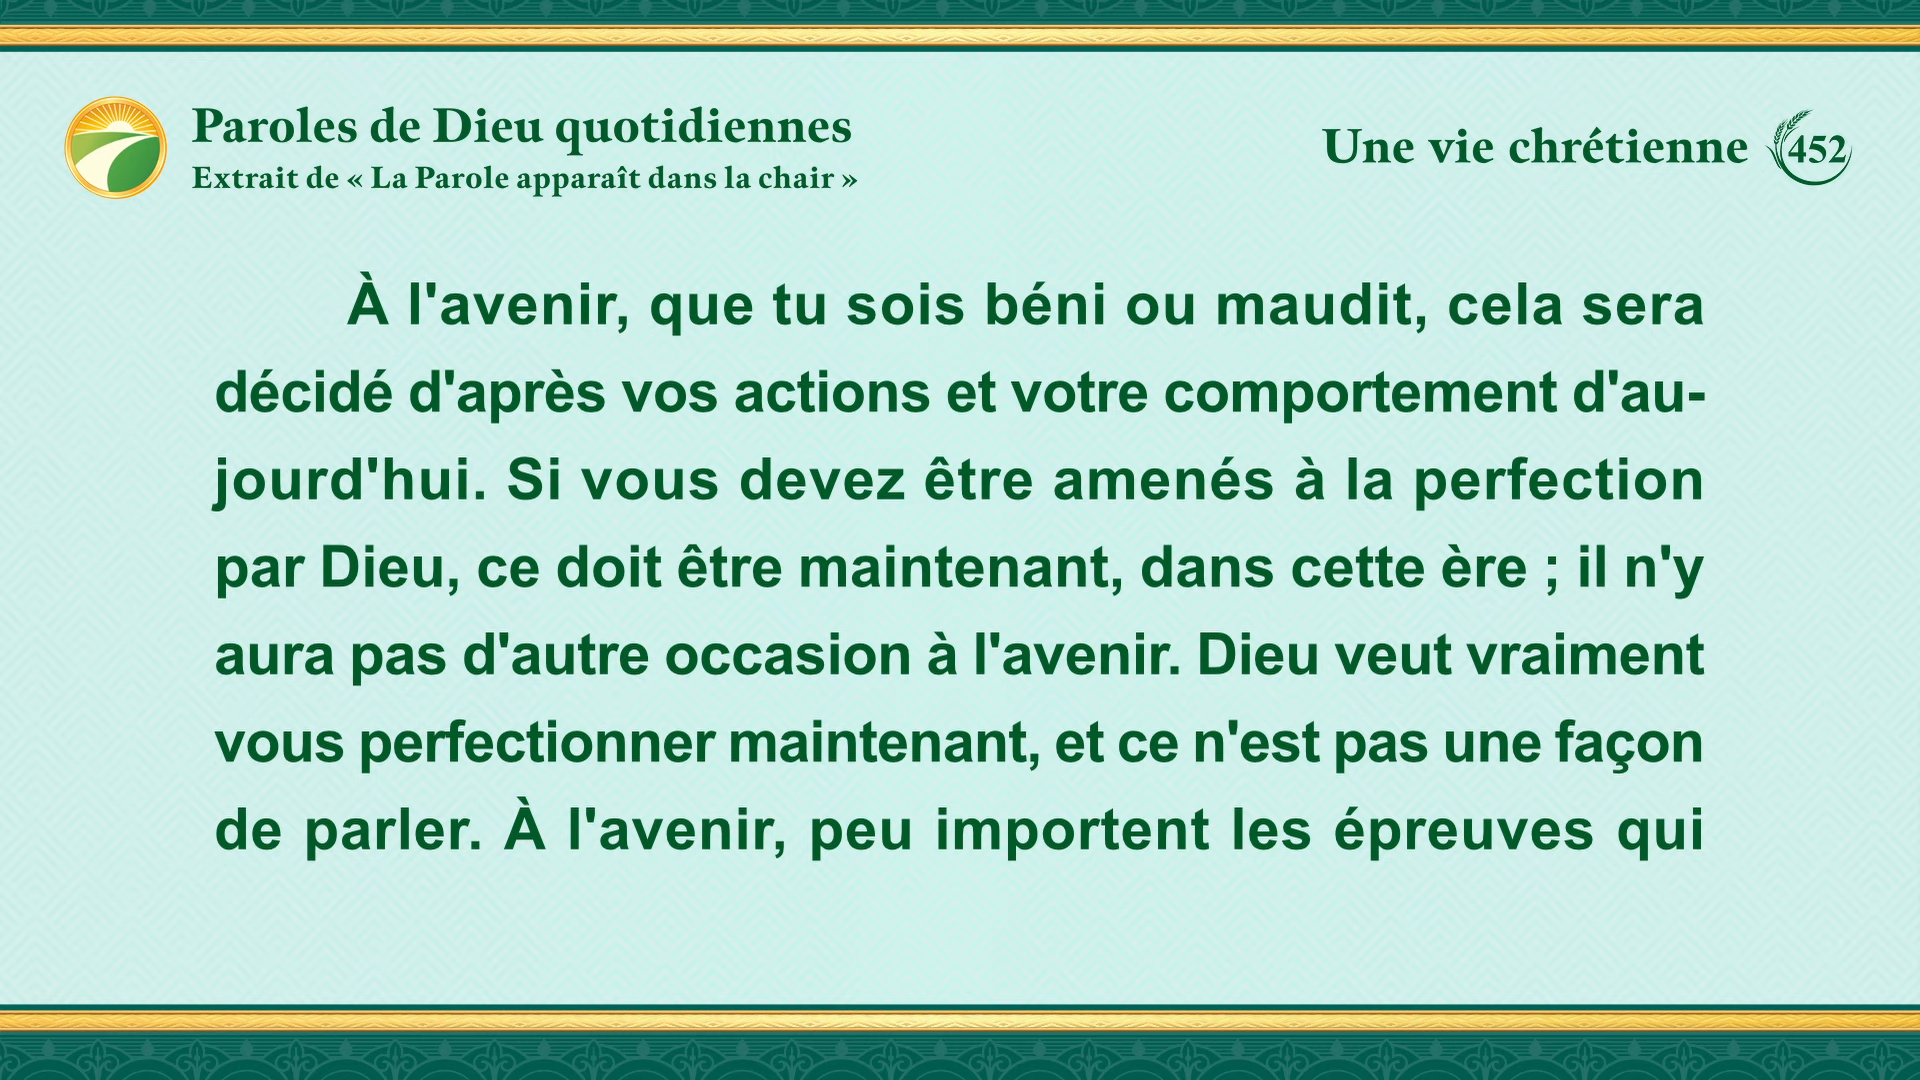 Paroles de Dieu quotidiennes
Extrait de « La Parole apparaît dans la chair »
Une vie chrétienne 452
À l'avenir, que tu sois béni ou maudit, cela sera
décidé d'après vos actions et votre comportement d'au-
jourd'hui. Si vous devez être amenés à la perfection
par Dieu, ce doit être maintenant, dans cette ère ; il n'y
aura pas d'autre occasion à l'avenir. Dieu veut vraiment
vous perfectionner maintenant, et ce n'est pas une façon
de parler. À l'avenir, peu importent les épreuves qui